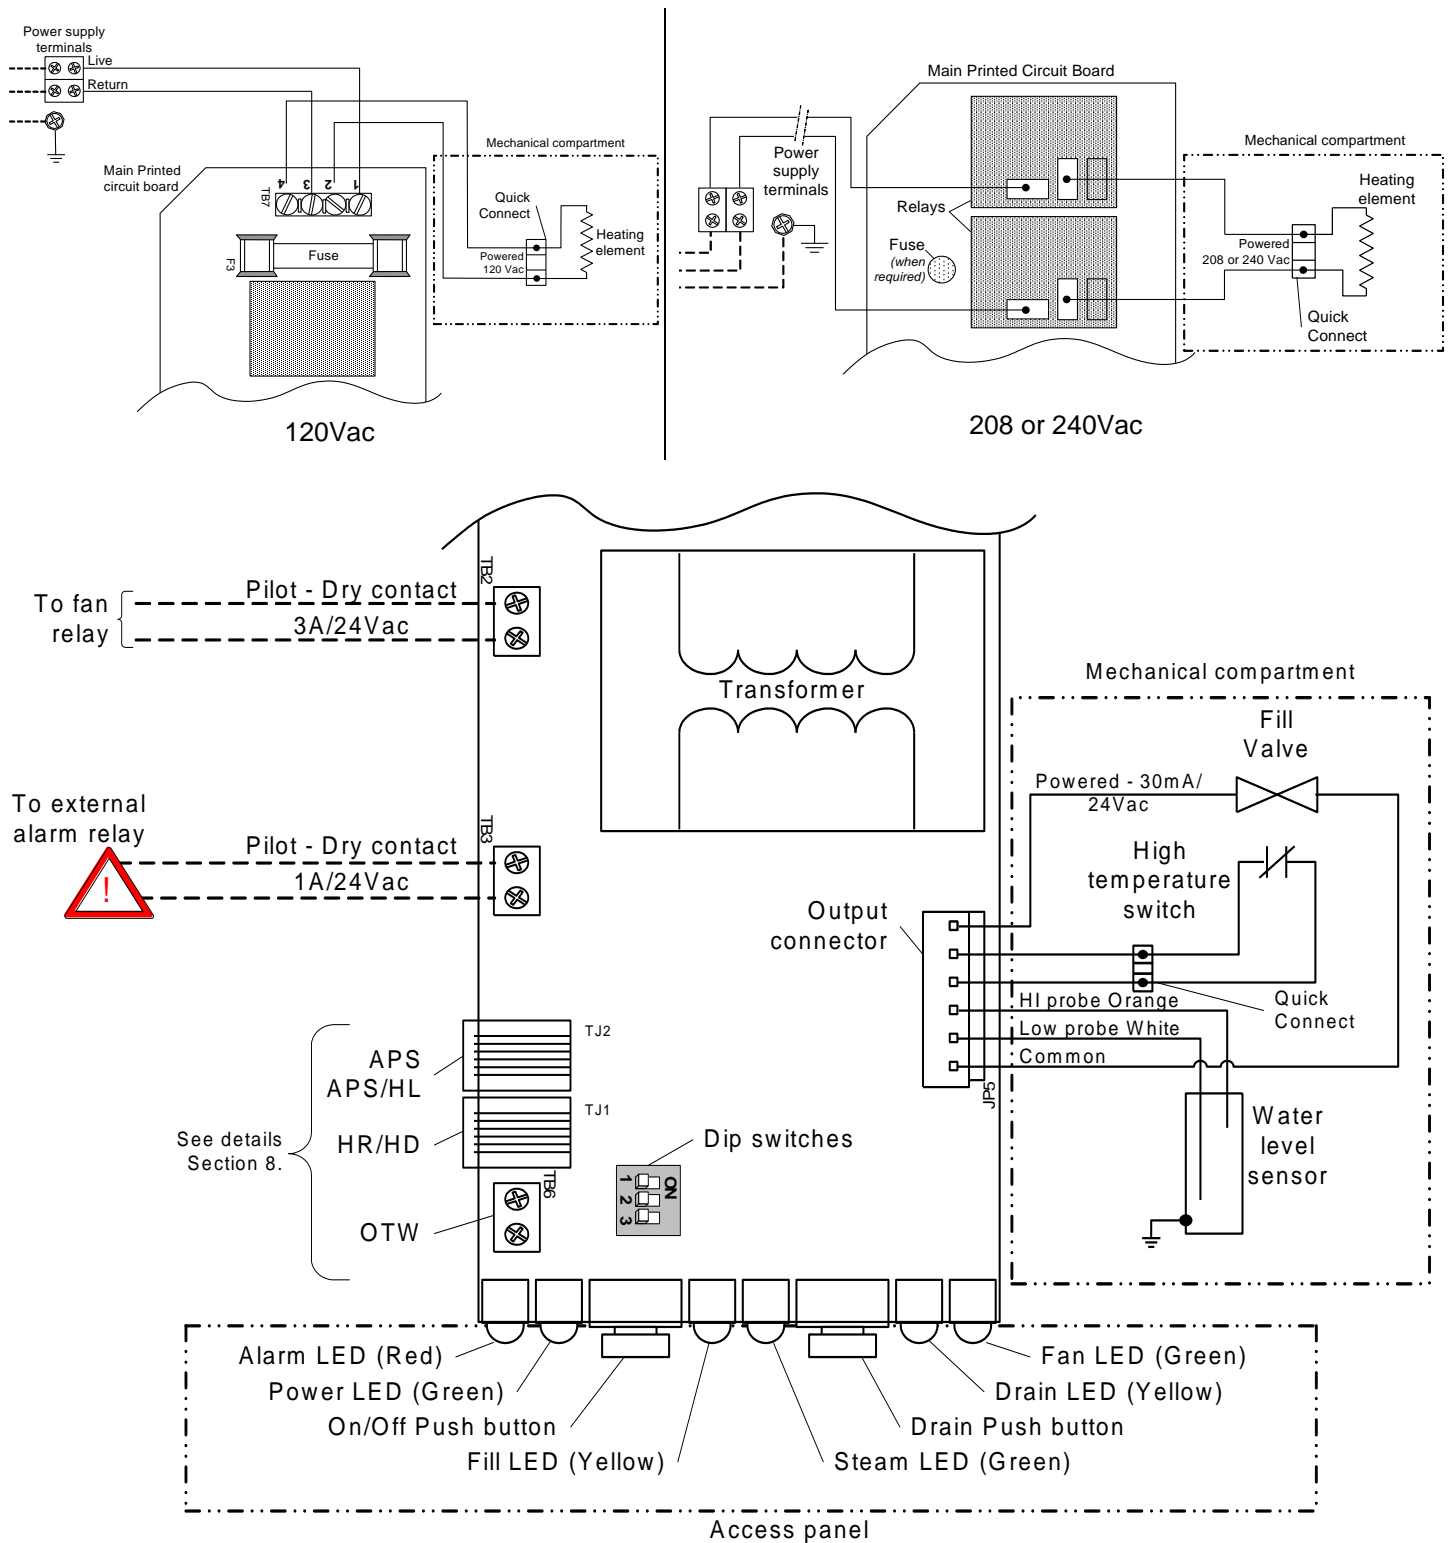 Power supply
terminals
Live
Return
Main Printed
circuit board
4 3 2 1
TB7
F3
Fuse
Mechanical compartment
Quick
Connect
Powered
120 Vac
Heating
element
120Vac
Main Printed Circuit Board
Power
supply
terminals
Relays
Fuse
(when
required)
Mechanical compartment
Heating
element
Powered
208 or 240 Vac
Quick
Connect
208 or 240Vac
To fan
relay
Pilot - Dry contact
3A/24Vac
TB2
Transformer
To external
alarm relay
!
Pilot - Dry contact
1A/24Vac
TB3
Output
connector
JP5
Mechanical compartment
Fill
Valve
Powered - 30mA/
24Vac
High
temperature
switch
Quick
Connect
HI probe Orange
Low probe White
Common
Water
level
sensor
See details
Section 8.
APS
APS/HL
TJ2
HR/HD
TJ1
OTW
TB6
Dip switches
ON
1
2
3
Alarm LED (Red)
Power LED (Green)
On/Off Push button
Fill LED (Yellow)
Fan LED (Green)
Drain LED (Yellow)
Drain Push button
Steam LED (Green)
Access panel